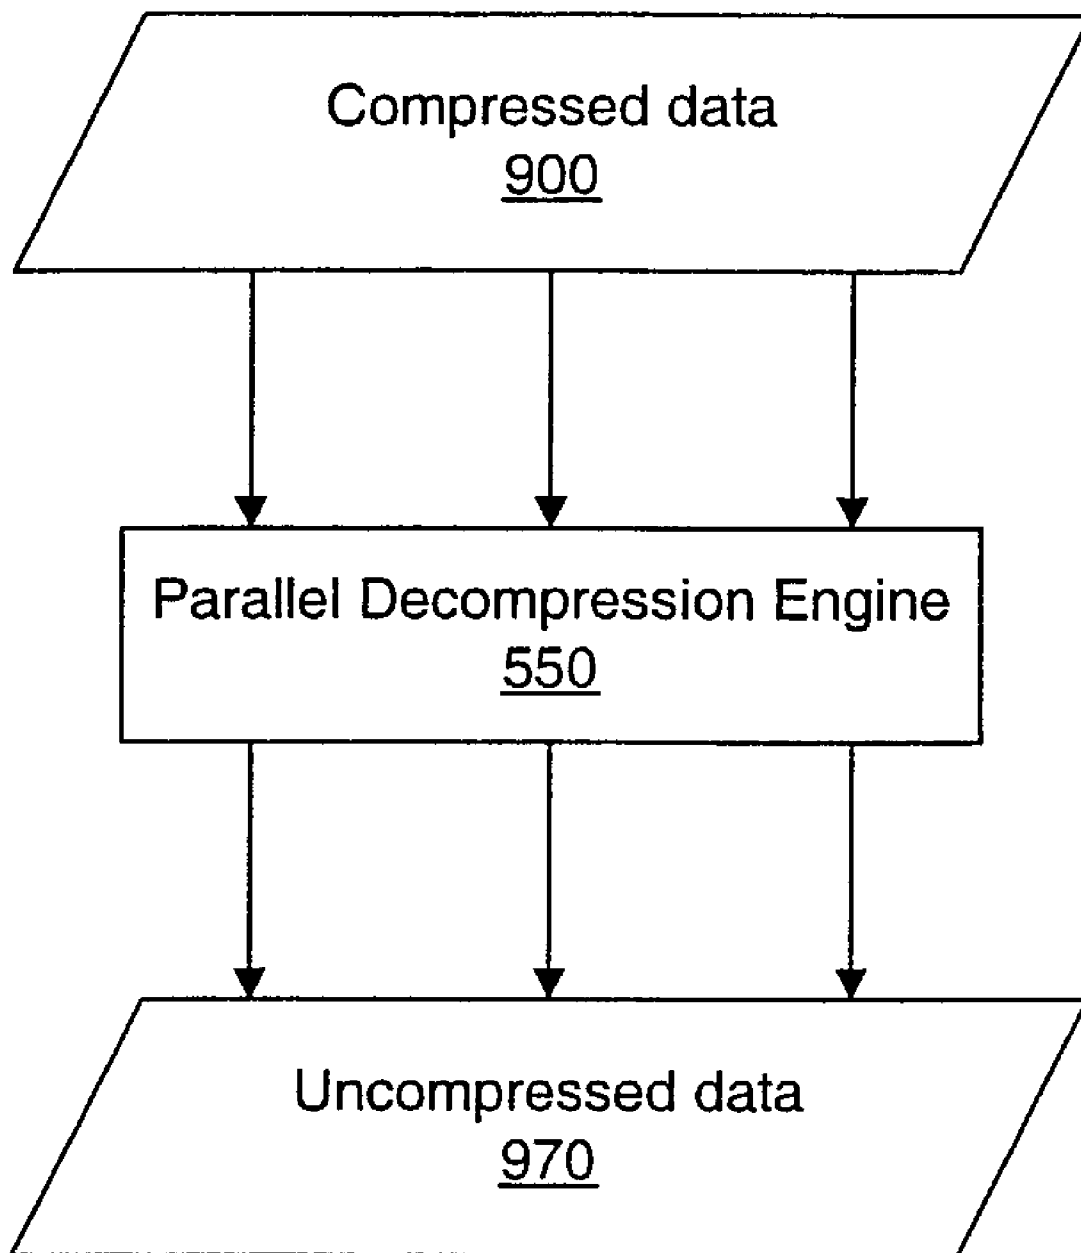 Compressed data
900
Parallel Decompression Engine
550
Uncompressed data
970